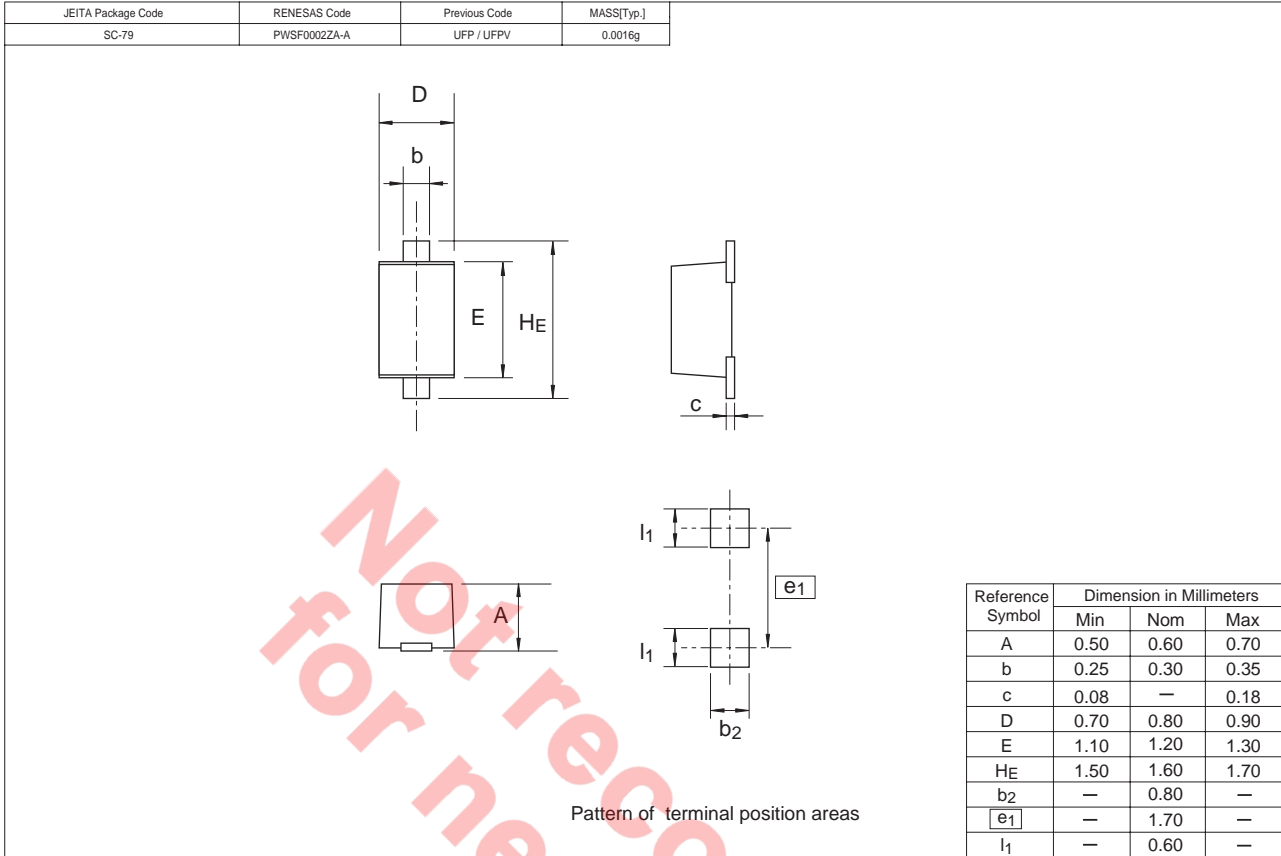 JEITA Package Code RENESAS Code Previous Code MASS[Typ.]
SC-79 PWSF0002ZA-A UFP / UFPV 0.0016g
D
b
E
HE
c
l1
e1
A
l1
b2
Pattern of terminal position areas
Not reco
for ne
Reference Symbol Dimension in Millimeters
Min Nom Max
A 0.50 0.60 0.70
b 0.25 0.30 0.35
c 0.08 — 0.18
D 0.70 0.80 0.90
E 1.10 1.20 1.30
HE 1.50 1.60 1.70
b2 — 0.80 —
e1 — 1.70 —
l1 — 0.60 —